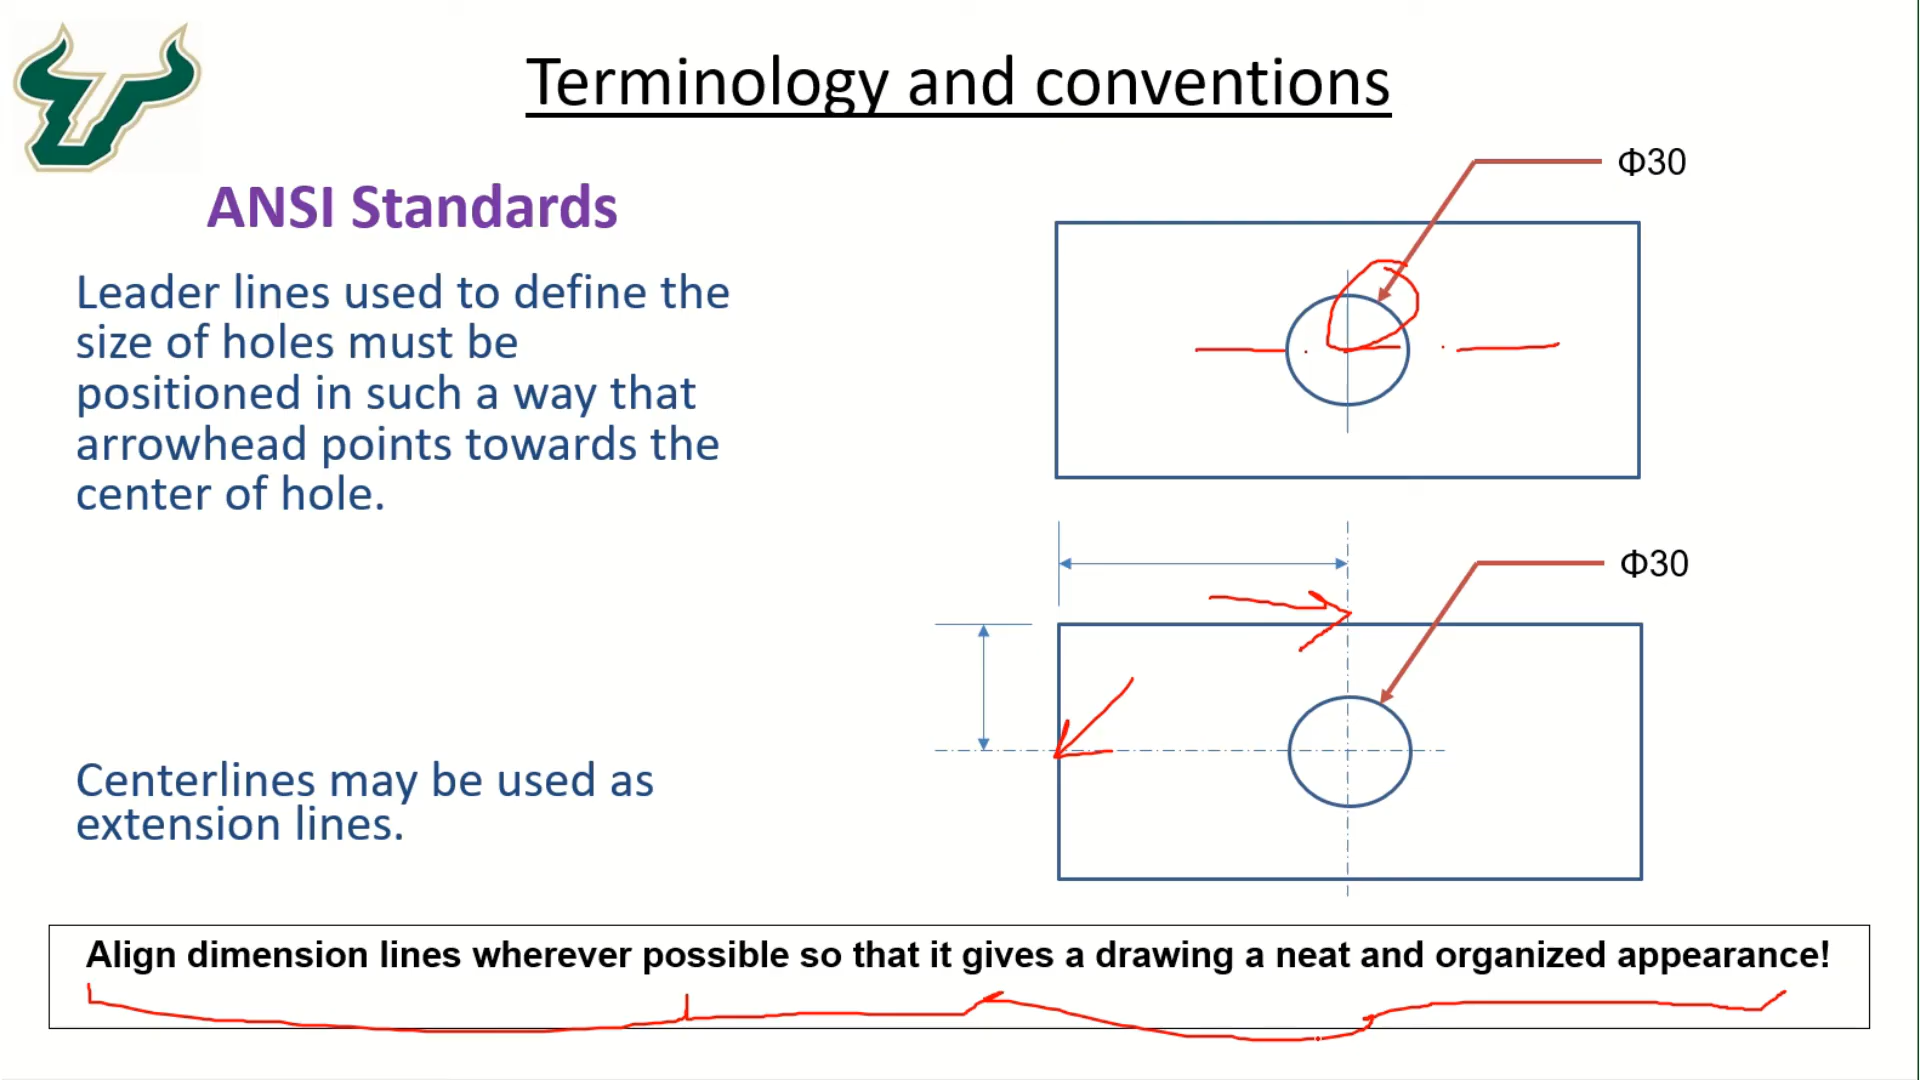 Terminology and conventions
ANSI Standards
Leader lines used to define the
size of holes must be
positioned in such a way that
arrowhead points towards the
center of hole.
Φ30
Φ30
Centerlines may be used as
extension lines.
Align dimension lines wherever possible so that it gives a drawing a neat and organized appearance!